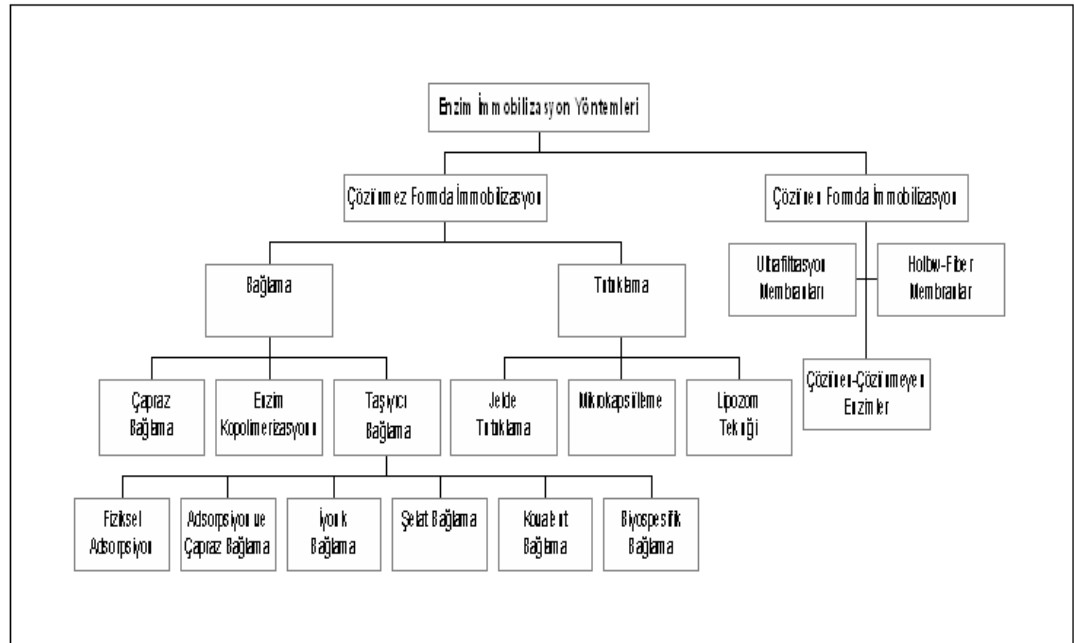 Enzim İmmobilizasyon Yöntemleri
Çözünmez Formda İmmobilizasyon
Çözünen Formda İmmobilizasyon
Bağlama
Tutuklama
Ultrafiltrasyon
Membranları
Hollow-Fiber
Membranlar
Çapraz
Bağlama
Enzim
Kopolimerizasyonu
Taşıyıcı
Bağlama
Jelde
Tutuklama
Mikrokapsülleme
Lipozom
Tekniği
Çözünen-Çözünmeyen
Enzimler
Fiziksel
Adsorpsiyon
Adsorpsiyon ve
Çapraz Bağlama
İyonik
Bağlama
Şelat Bağlama
Kovalent
Bağlama
Biyospesifik
Bağlama